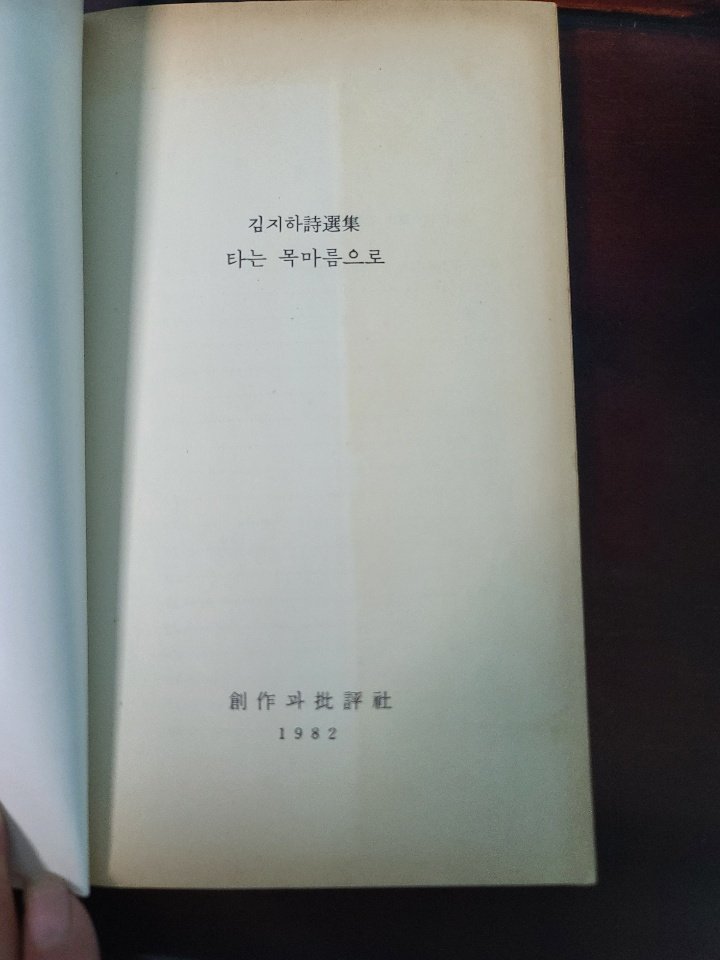 김지하詩選集
타는 목마름으로
創作과批評社
1982